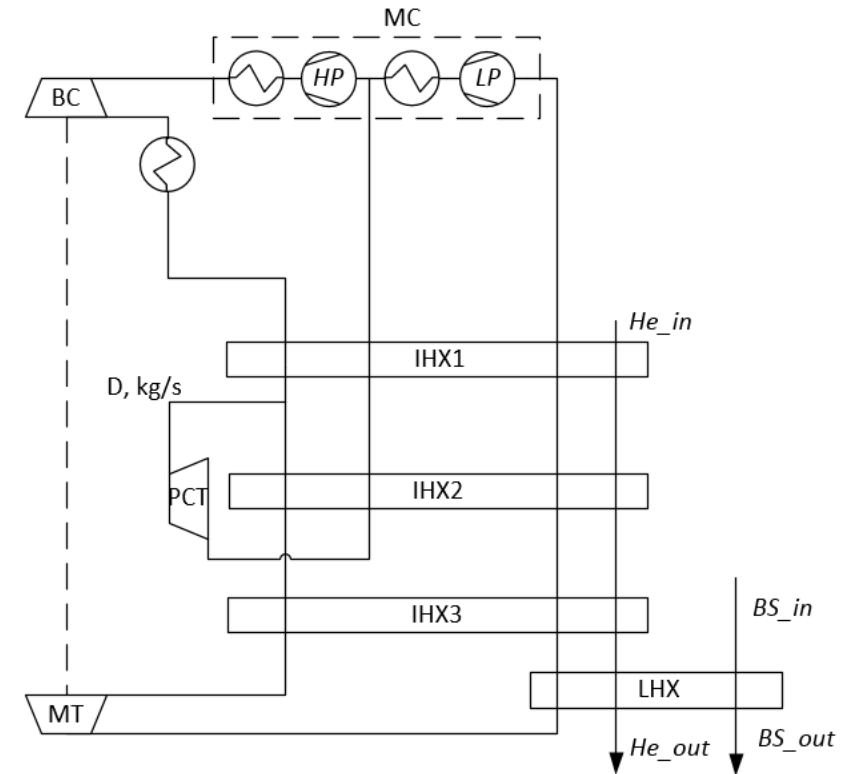 MC
HP
LP
BC
He_in
IHX1
D, kg/s
PCT
IHX2
IHX3
BS_in
MT
LHX
He_out
BS_out